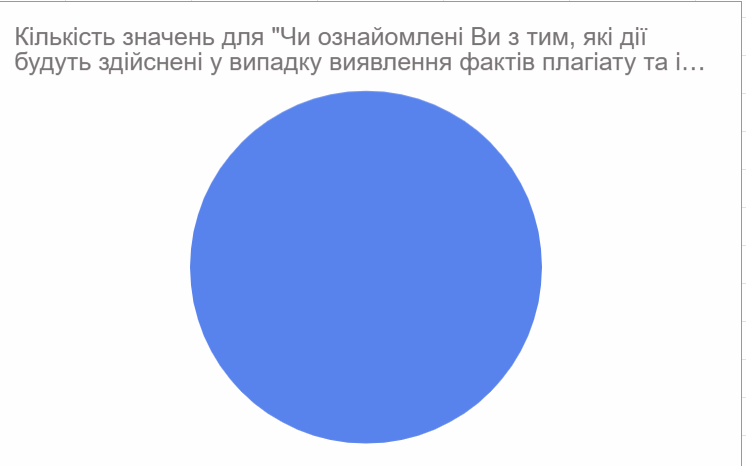 Кількість значень для "Чи ознайомлені Ви з тим, які дії
будуть здійснені у випадку виявлення фактів плагіату та і…